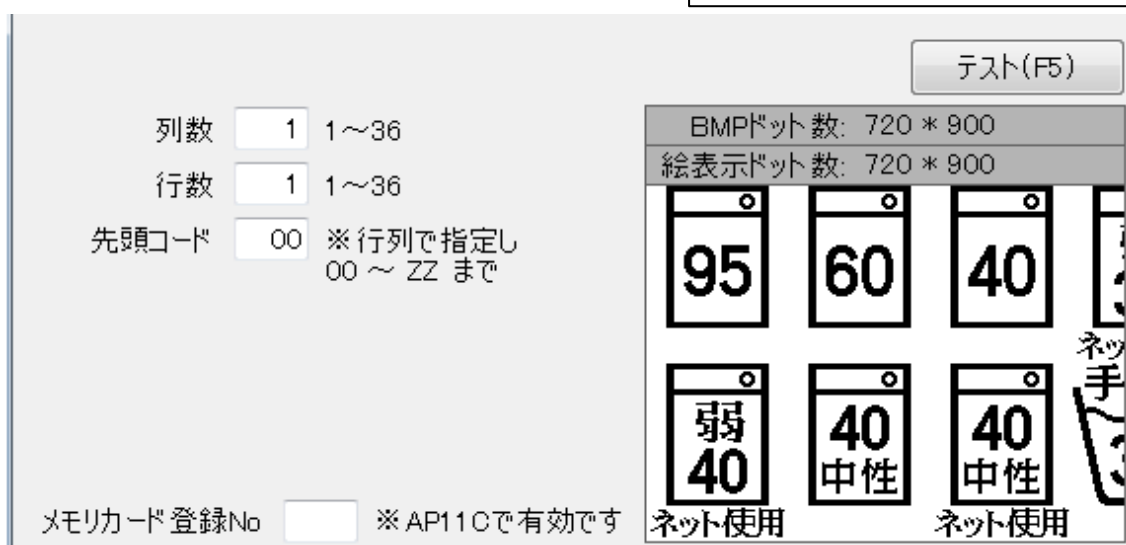 テスト(F5)
列数 1 1～36
行数 1 1～36
先頭コード 00 ※行列で指定し
00 ～ ZZ まで
メモリカード登録No ※AP11Cで有効です
BMPドット数: 720 * 900
絵表示ドット数: 720 * 900
95 60 40
ネッ
弱 40
40 中性
40 中性
手
ネット使用 ネット使用